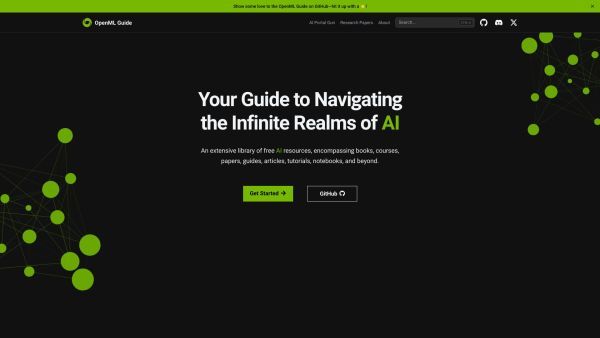 Show some love to the OpenML Guide on GitHub—hit it up with a ⭐!
OpenML Guide
AI Portal Gun Research Papers About Search...
Your Guide to Navigating
the Infinite Realms of AI
An extensive library of free AI resources, encompassing books, courses,
papers, guides, articles, tutorials, notebooks, and beyond.
Get Started →
GitHub